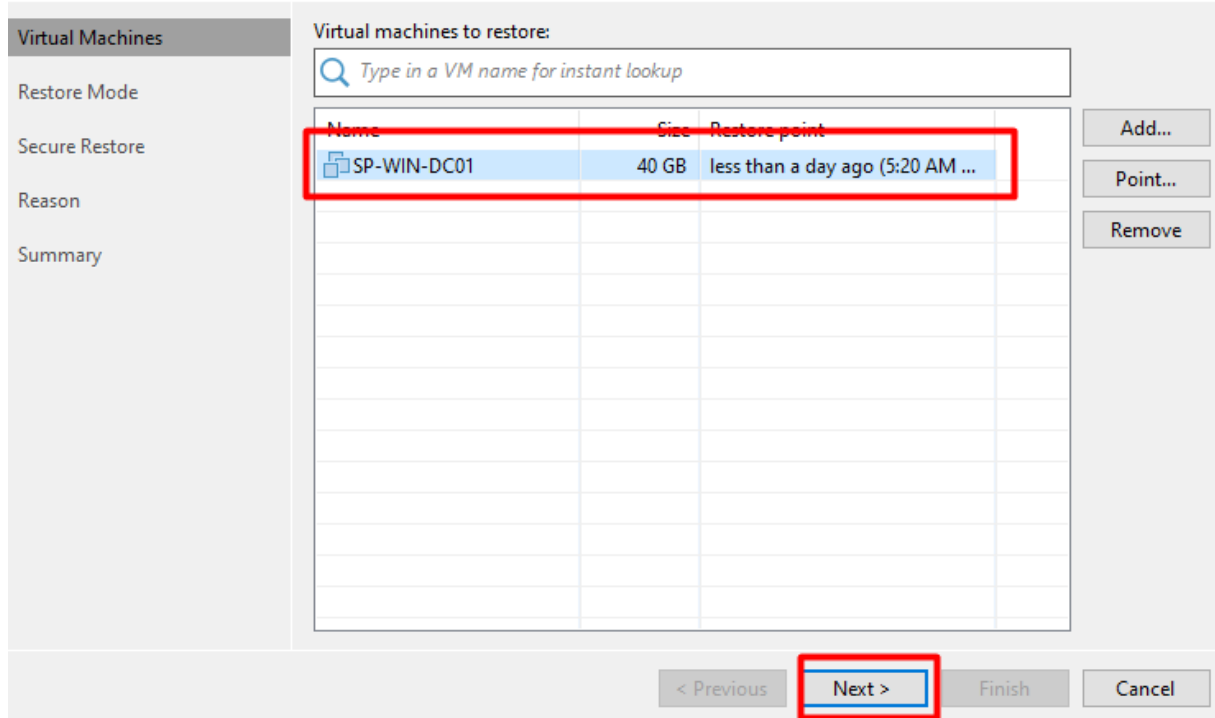 Virtual Machines
Restore Mode
Secure Restore
Reason
Summary
Virtual machines to restore:
Type in a VM name for instant lookup
Name Size Restore point
SP-WIN-DC01 40 GB less than a day ago (5:20 AM ...
Add...
Point...
Remove
< Previous Next > Finish Cancel